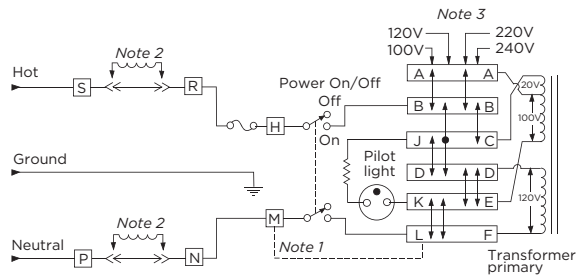 Note 3
120V 220V
100V 240V
Note 2
Hot
S R
Power On/Off
Off
H
On
A A
B B
J C
D D
K E
L F
20V
100V
120V
Pilot
light
Ground
Note 2
M
Note 1
Neutral
P N
Transformer
primary